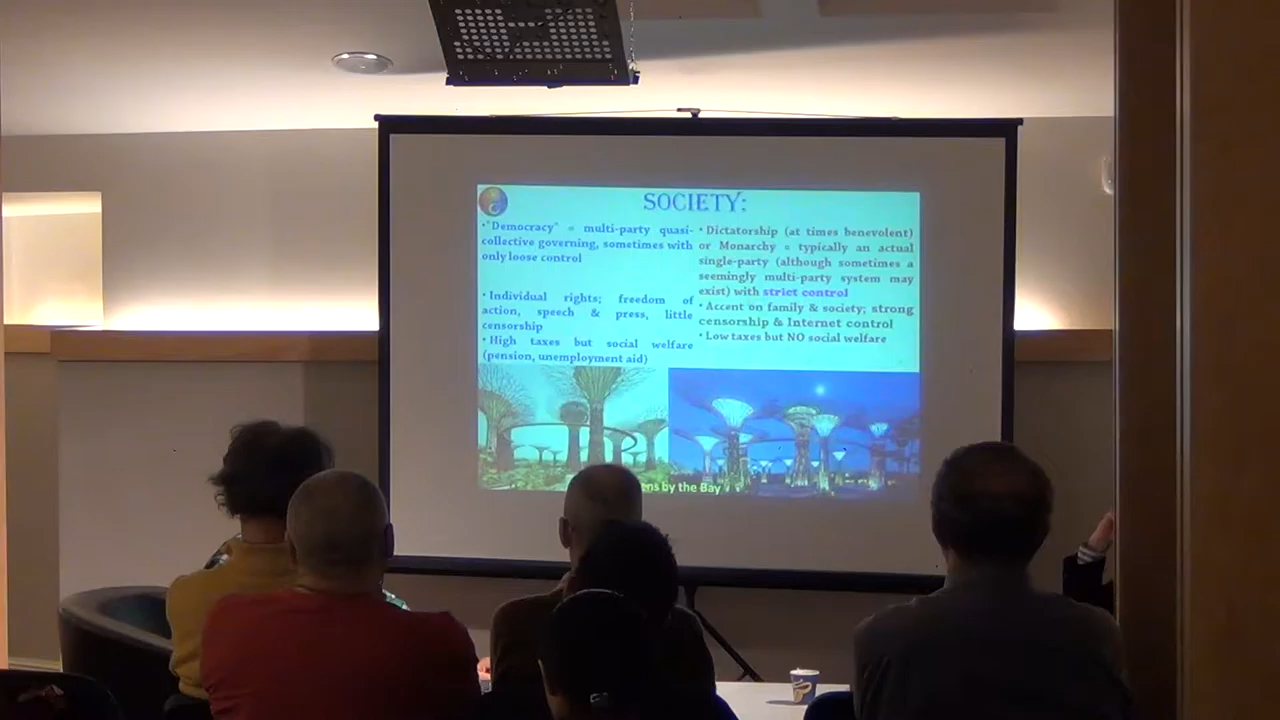 SOCIETY:
•"Democracy" = multi-party quasi-
collective governing, sometimes with
only loose control
•Individual rights; freedom of
action, speech & press, little
censorship
•High taxes but social welfare
(pension, unemployment aid)
•Dictatorship (at times benevolent)
or Monarchy = typically an actual
single-party (although sometimes a
seemingly multi-party system may
exist) with strict control
•Accent on family & society; strong
censorship & Internet control
•Low taxes but NO social welfare
by the Bay